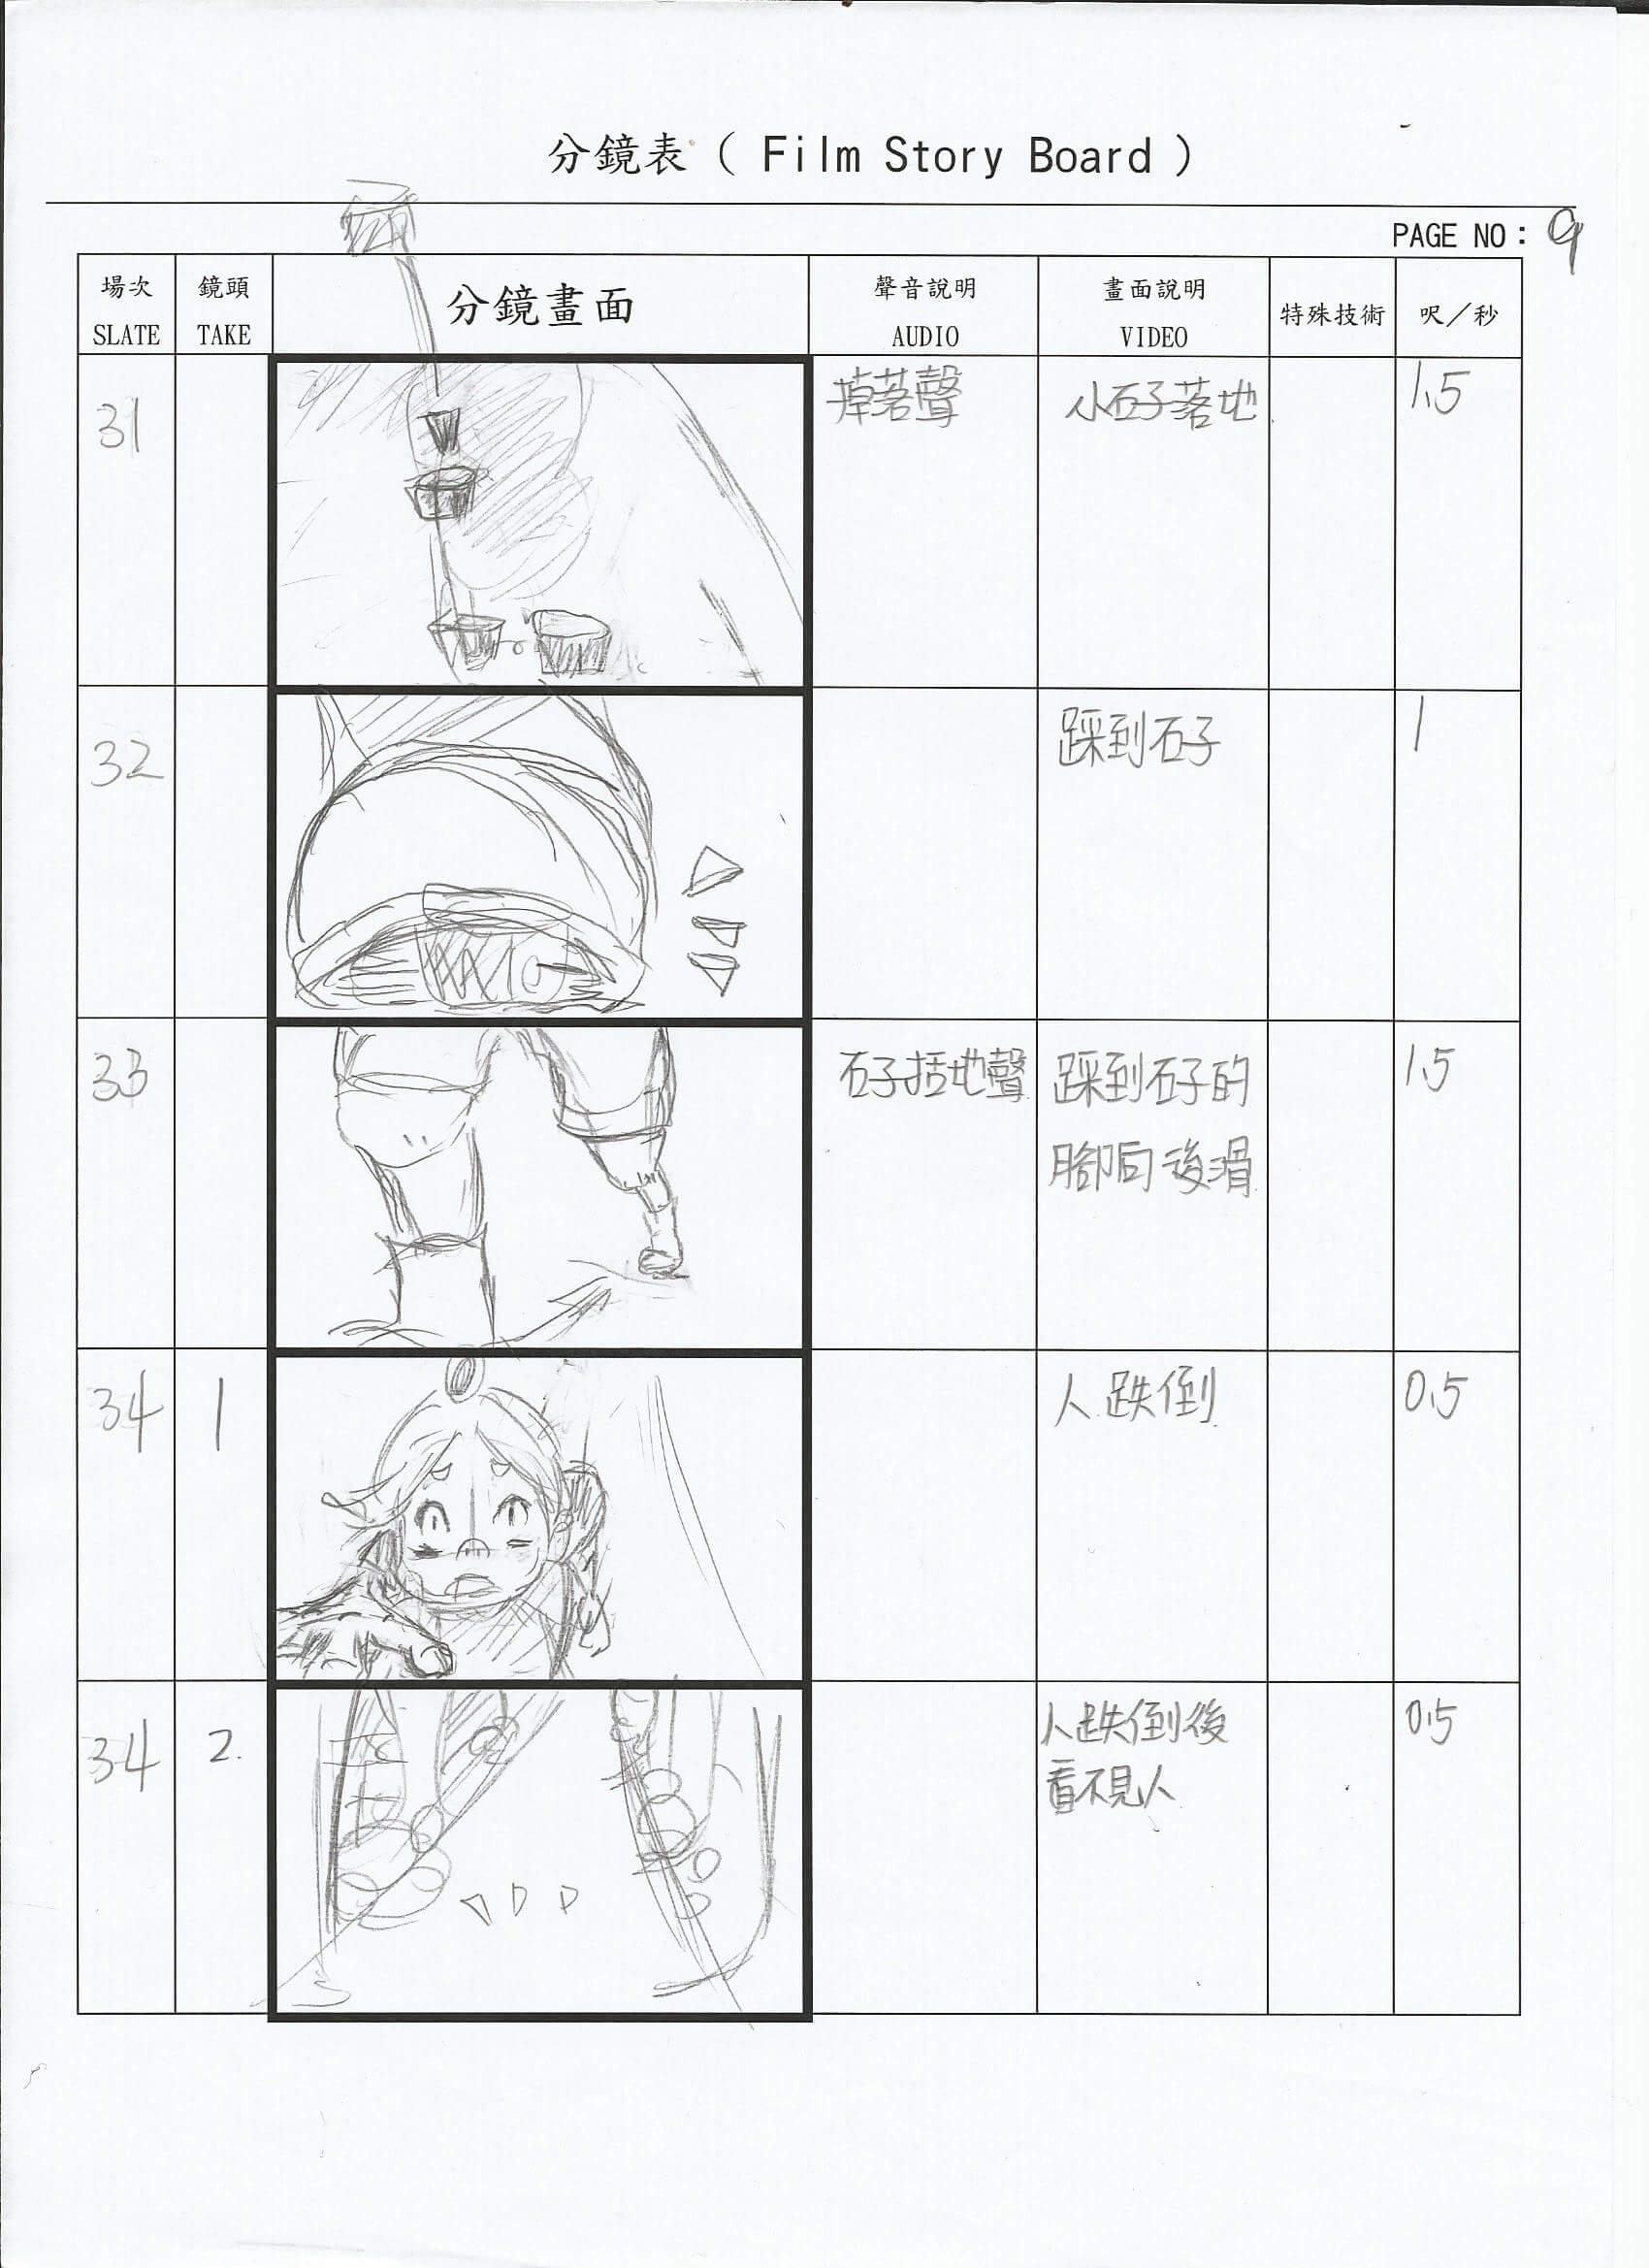 分鏡表 ( Film Story Board )
PAGE NO: 9
場次 鏡頭 分鏡畫面 聲音說明 畫面說明 特殊技術 呎／秒
SLATE TAKE AUDIO VIDEO
31 掉落聲 小石子落地 1.5
32 踩到石子 1
33 石子括地聲 踩到石子的 1.5
腳向後滑
34 1 人跌倒 0.5
34 2. 人跌倒後 0.5
看不見人